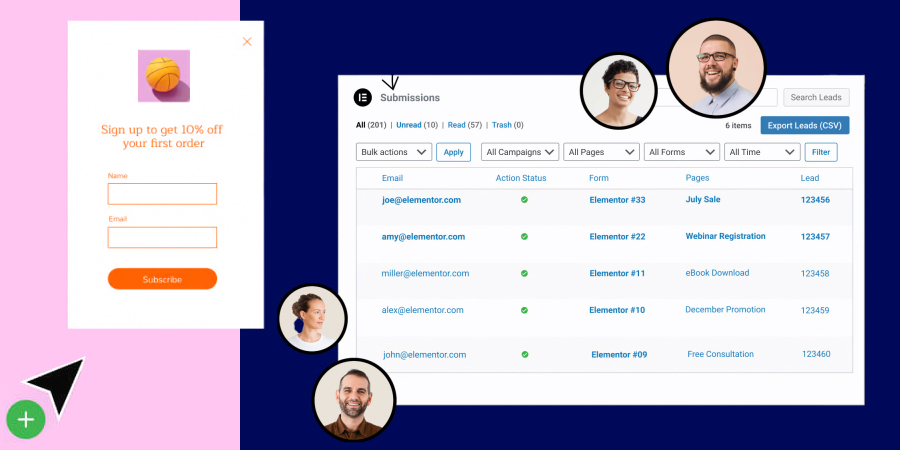 Sign up to get 10% off
your first order
Name
Email
Subscribe
Submissions
Search Leads
All (201) | Unread (10) | Read (57) | Trash (0)
6 items
Export Leads (CSV)
Bulk actions
Apply
All Campaigns
All Pages
All Forms
All Time
Filter
Email Action Status Form Pages Lead
joe@elementor.com Elementor #33 July Sale 123456
amy@elementor.com Elementor #22 Webinar Registration 123457
miller@elementor.com Elementor #11 eBook Download 123458
alex@elementor.com Elementor #10 December Promotion 123459
john@elementor.com Elementor #09 Free Consultation 123460